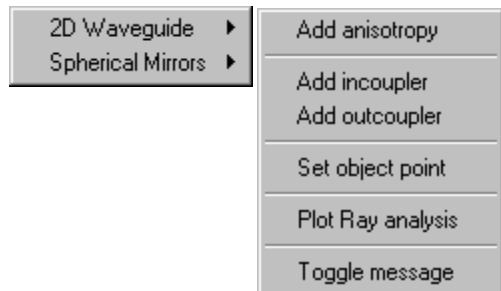 2D Waveguide
Spherical Mirrors
Add anisotropy
Add incoupler
Add outcoupler
Set object point
Plot Ray analysis
Toggle message